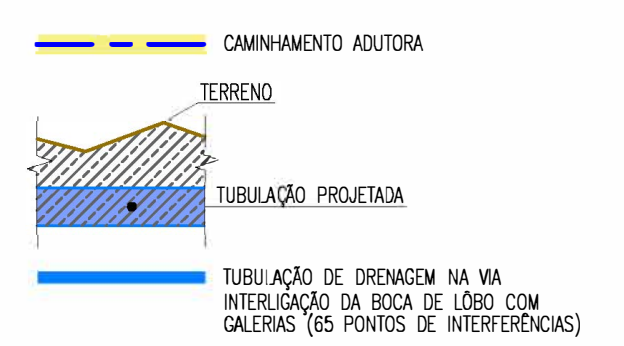 CAMINHAMENTO ADUTORA
TERRENO
TUBULAÇÃO PROJETADA
TUBULAÇÃO DE DRENAGEM NA VIA
INTERLIGAÇÃO DA BOCA DE LÔBO COM
GALERIAS (65 PONTOS DE INTERFERÊNCIAS)